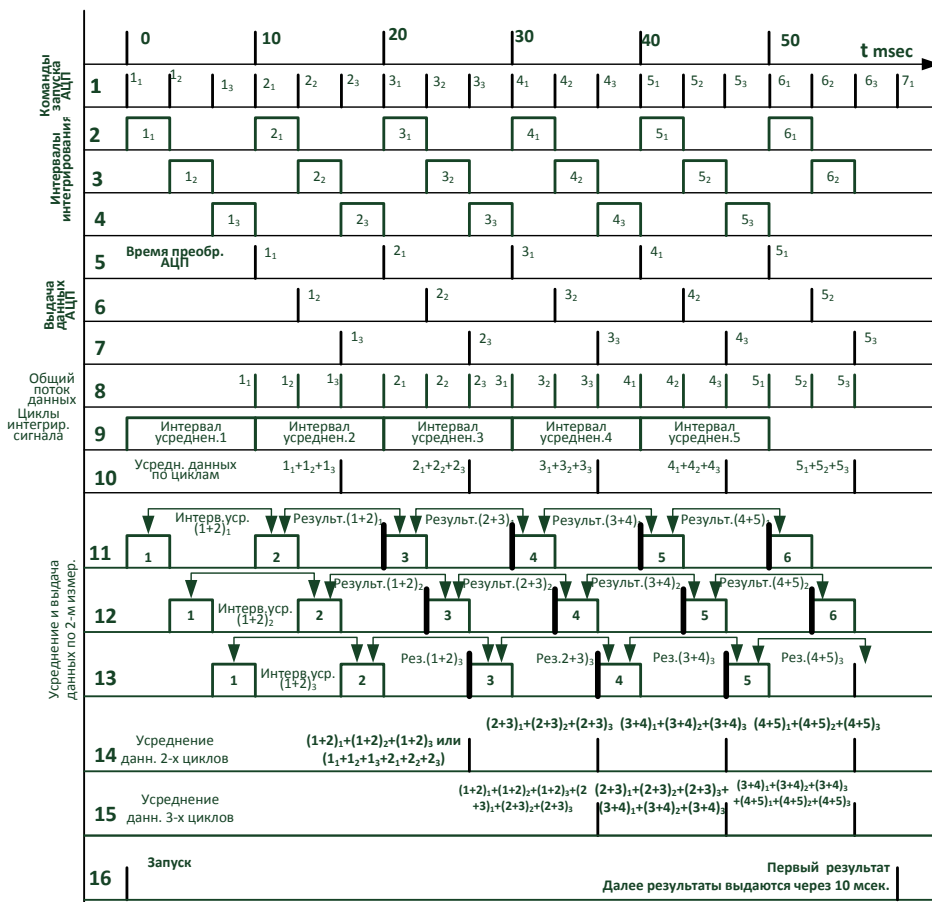 0 10 20 30 40 50
t msec
Команды запуска АЦП
1
1₁ 1₂ 1₃ 2₁ 2₂ 2₃ 3₁ 3₂ 3₃ 4₁ 4₂ 4₃ 5₁ 5₂ 5₃ 6₁ 6₂ 6₃ 7₁
Интервалы интегрирования
2
1₁ 2₁ 3₁ 4₁ 5₁ 6₁
3
1₂ 2₂ 3₂ 4₂ 5₂ 6₂
4
1₃ 2₃ 3₃ 4₃ 5₃
Выдача данных АЦП
5
Время преобр.
АЦП
1₁ 2₁ 3₁ 4₁ 5₁
6
1₂ 2₂ 3₂ 4₂ 5₂
7
1₃ 2₃ 3₃ 4₃ 5₃
Общий
поток
данных
8
1₁ 1₂ 1₃ 2₁ 2₂ 2₃ 3₁ 3₂ 3₃ 4₁ 4₂ 4₃ 5₁ 5₂ 5₃
Циклы
интегрир.
сигнала
9
Интервал
усреднен.1
Интервал
усреднен.2
Интервал
усреднен.3
Интервал
усреднен.4
Интервал
усреднен.5
10
Усредн. данных
по циклам
1₁+1₂+1₃ 2₁+2₂+2₃ 3₁+3₂+3₃ 4₁+4₂+4₃ 5₁+5₂+5₃
Усреднение и выдача
данных по 2-м измер.
11
Интерв.уср.
(1+2)₁
Результ.(1+2)₁ Результ.(2+3)₁ Результ.(3+4)₁ Результ.(4+5)₁
1 2 3 4 5 6
12
Интерв.уср.
(1+2)₂
Результ.(1+2)₂ Результ.(2+3)₂ Результ.(3+4)₂ Результ.(4+5)₂
1 2 3 4 5 6
13
Интерв.уср.
(1+2)₃
Рез.(1+2)₃ Рез.2+3)₃ Рез.(3+4)₃ Рез.(4+5)₃
1 2 3 4 5
14
Усреднение
данн. 2-х циклов
(1+2)₁+(1+2)₂+(1+2)₃ или
(1₁+1₂+1₃+2₁+2₂+2₃)
(2+3)₁+(2+3)₂+(2+3)₃ (3+4)₁+(3+4)₂+(3+4)₃ (4+5)₁+(4+5)₂+(4+5)₃
15
Усреднение
данн. 3-х циклов
(1+2)₁+(1+2)₂+(1+2)₃+(2
+3)₁+(2+3)₂+(2+3)₃
(2+3)₁+(2+3)₂+(2+3)₃+
(3+4)₁+(3+4)₂+(3+4)₃
(3+4)₁+(3+4)₂+(3+4)₃
+(4+5)₁+(4+5)₂+(4+5)₃
16
Запуск
Первый результат
Далее результаты выдаются через 10 мсек.